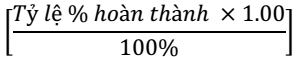 [Tỷ lệ % hoàn thành × 1.00
100%]